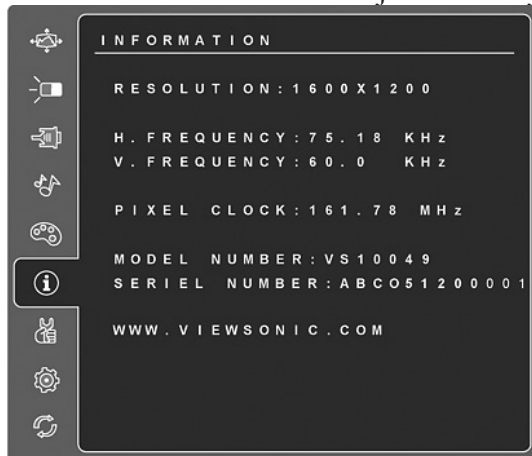 INFORMATION
RESOLUTION:1600X1200
H.FREQUENCY:75.18 KHz
V.FREQUENCY:60.0 KHz
PIXEL CLOCK:161.78 MHz
MODEL NUMBER:VS10049
SERIEL NUMBER:ABCO51200001
WWW.VIEWSONIC.COM